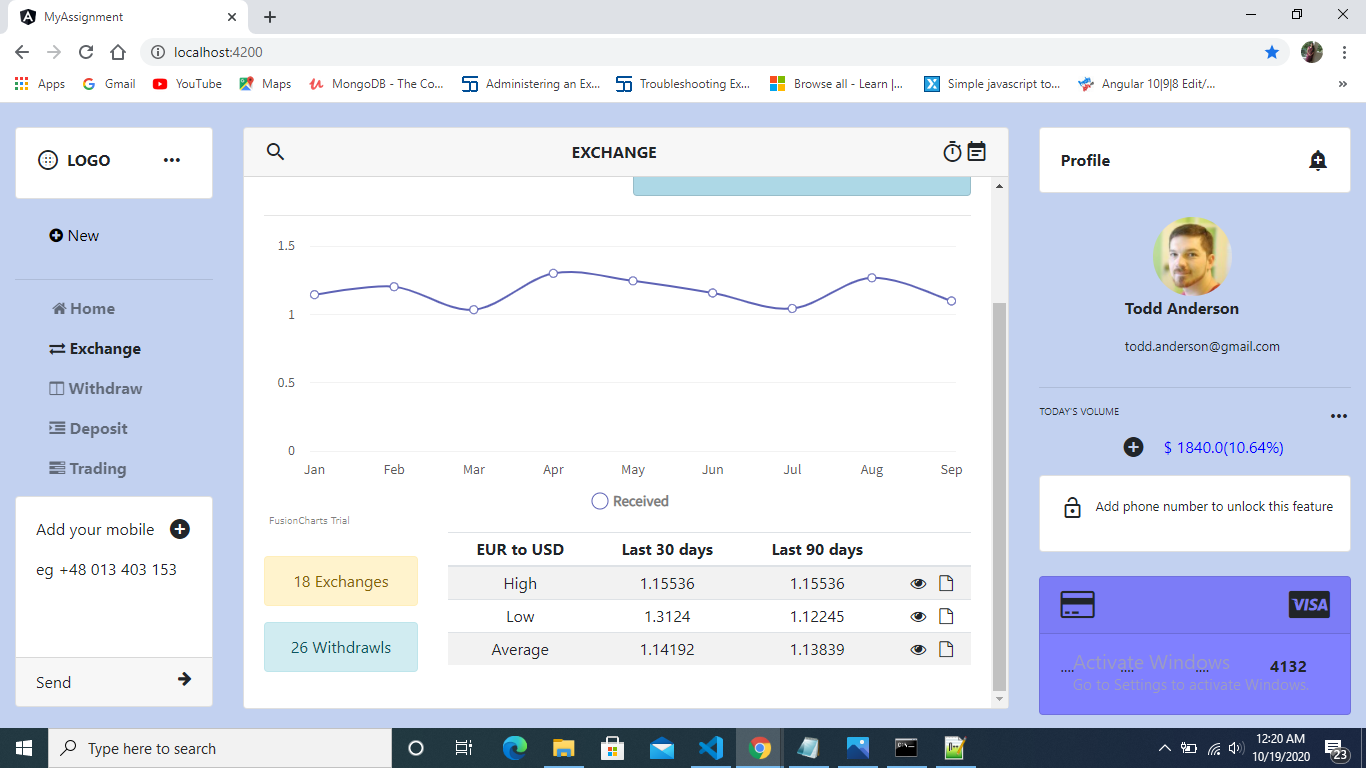 MyAssignment
localhost:4200
Apps
Gmail
YouTube
Maps
MongoDB - The Co...
Administering an Ex...
Troubleshooting Ex...
Browse all - Learn |...
Simple javascript to...
Angular 10|9|8 Edit/...
»
LOGO
New
Home
Exchange
Withdraw
Deposit
Trading
Add your mobile
eg +48 013 403 153
Send
EXCHANGE
1.5
1
0.5
0
Jan Feb Mar Apr May Jun Jul Aug Sep
Received
FusionCharts Trial
18 Exchanges
26 Withdrawls
EUR to USD Last 30 days Last 90 days
High 1.15536 1.15536
Low 1.3124 1.12245
Average 1.14192 1.13839
Profile
Todd Anderson
todd.anderson@gmail.com
TODAY'S VOLUME
$ 1840.0(10.64%)
Add phone number to unlock this feature
VISA
.... .... .... 4132
Activate Windows
Go to Settings to activate Windows.
Type here to search
12:20 AM
10/19/2020
23